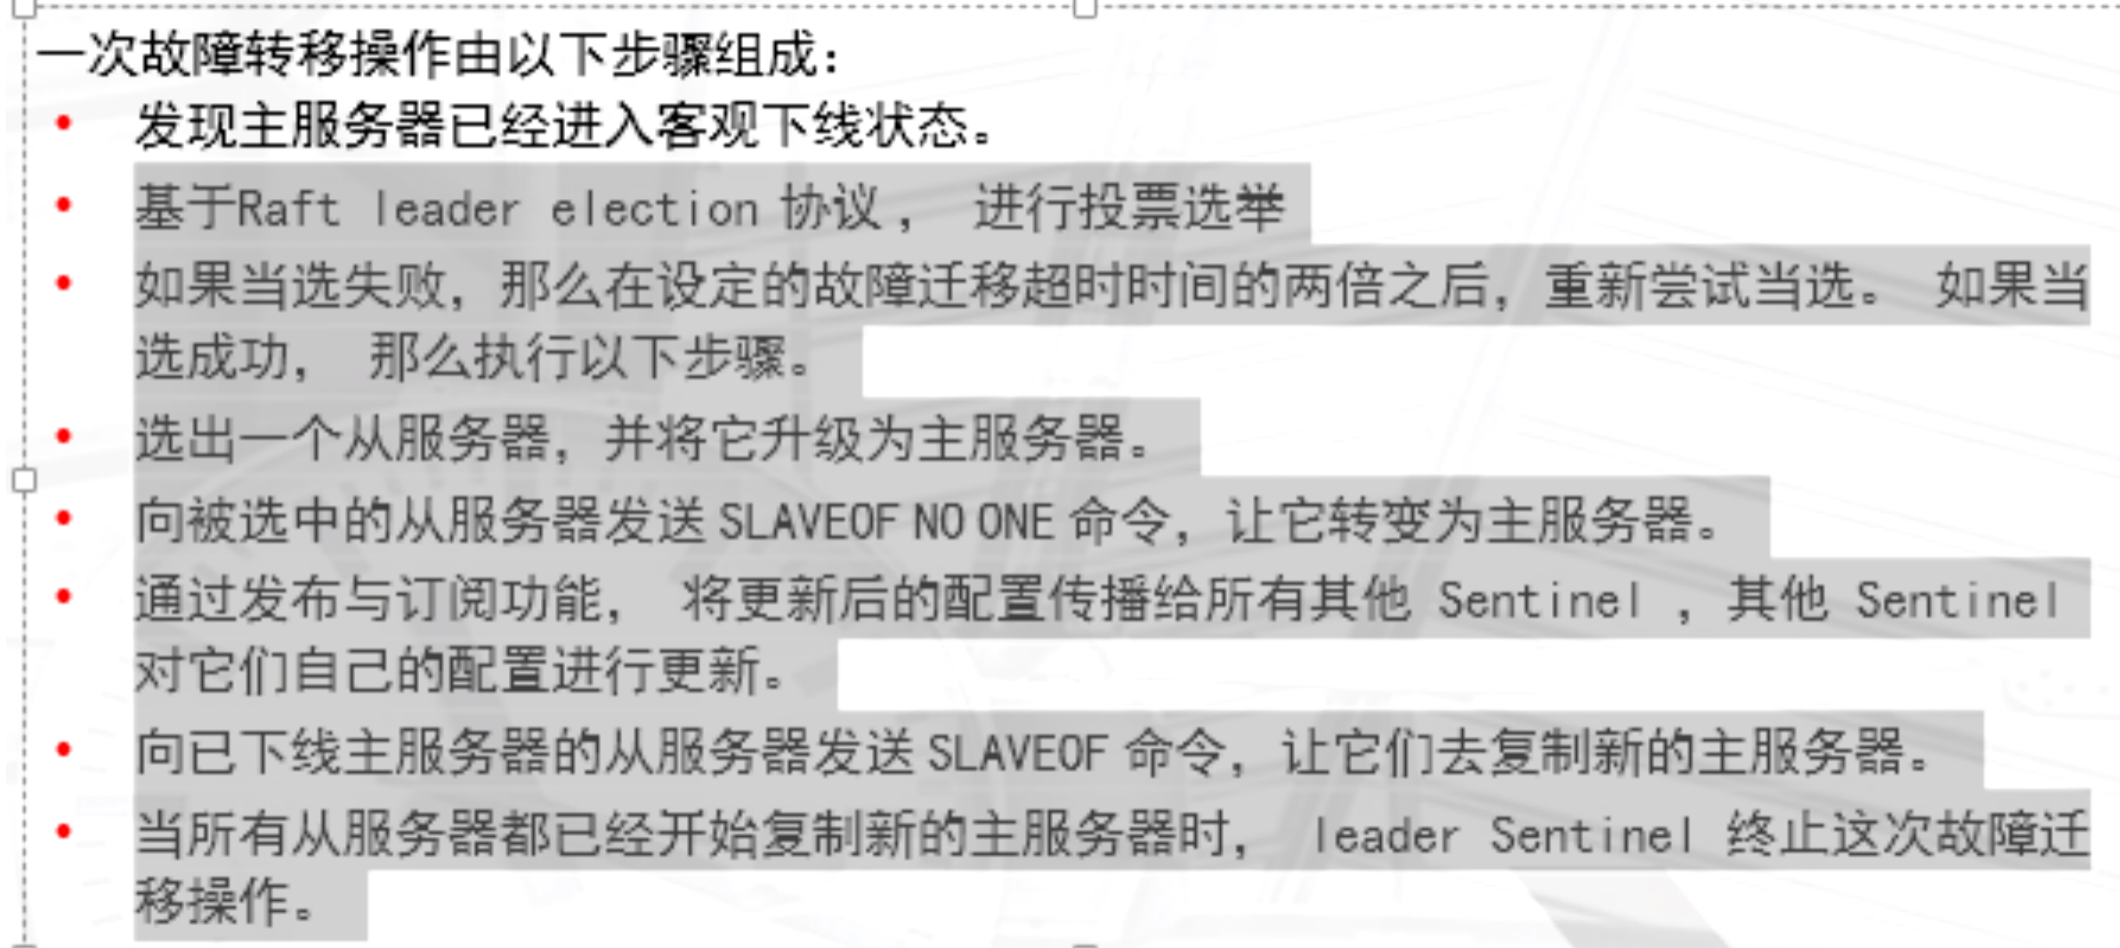 一次故障转移操作由以下步骤组成：
• 发现主服务器已经进入客观下线状态。
• 基于Raft leader election 协议， 进行投票选举
• 如果当选失败，那么在设定的故障迁移超时时间的两倍之后，重新尝试当选。 如果当
选成功， 那么执行以下步骤。
• 选出一个从服务器，并将它升级为主服务器。
• 向被选中的从服务器发送 SLAVEOF NO ONE 命令，让它转变为主服务器。
• 通过发布与订阅功能， 将更新后的配置传播给所有其他 Sentinel ，其他 Sentinel
对它们自己的配置进行更新。
• 向已下线主服务器的从服务器发送 SLAVEOF 命令，让它们去复制新的主服务器。
• 当所有从服务器都已经开始复制新的主服务器时， leader Sentinel 终止这次故障迁
移操作。